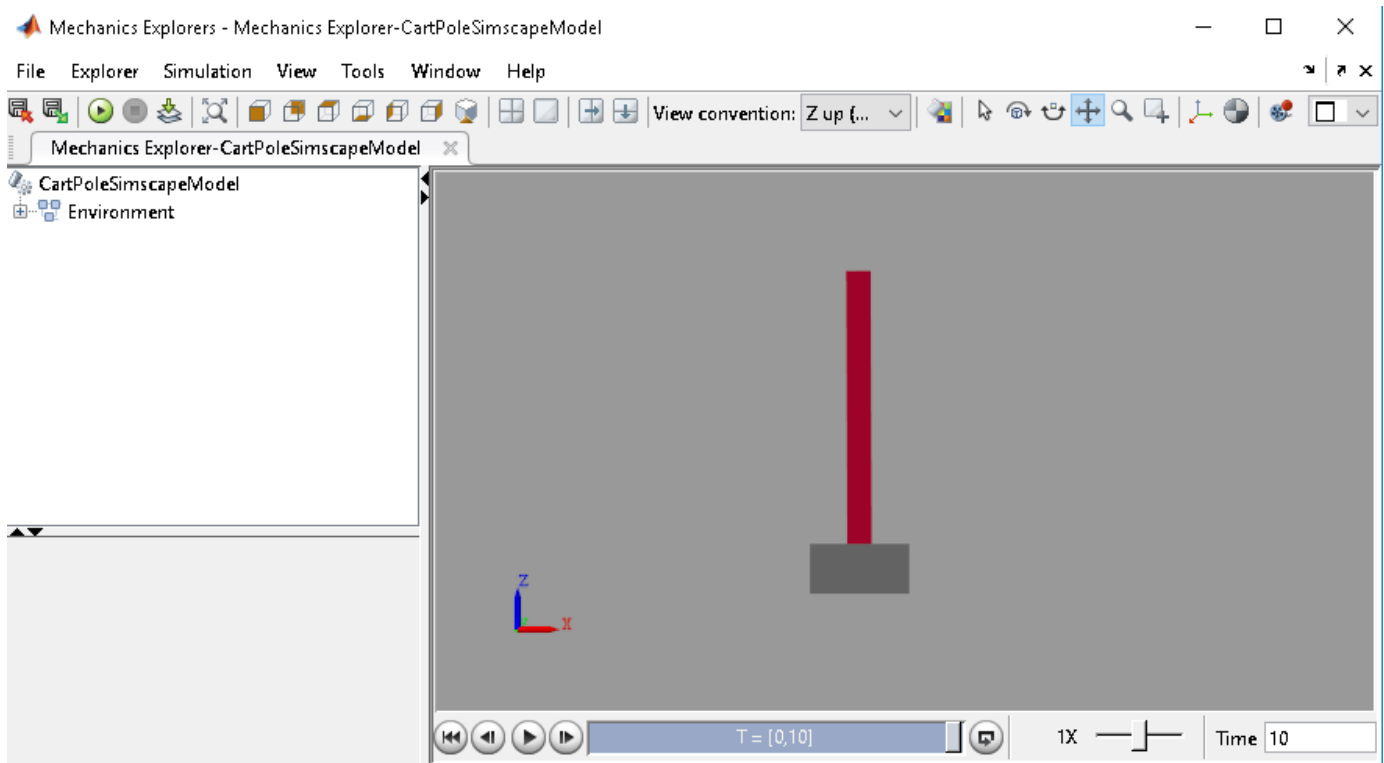 Mechanics Explorers - Mechanics Explorer-CartPoleSimscapeModel
File Explorer Simulation View Tools Window Help
View convention: Z up (...
Mechanics Explorer-CartPoleSimscapeModel
CartPoleSimscapeModel
Environment
Z
X
T = [0,10]
1X
Time 10